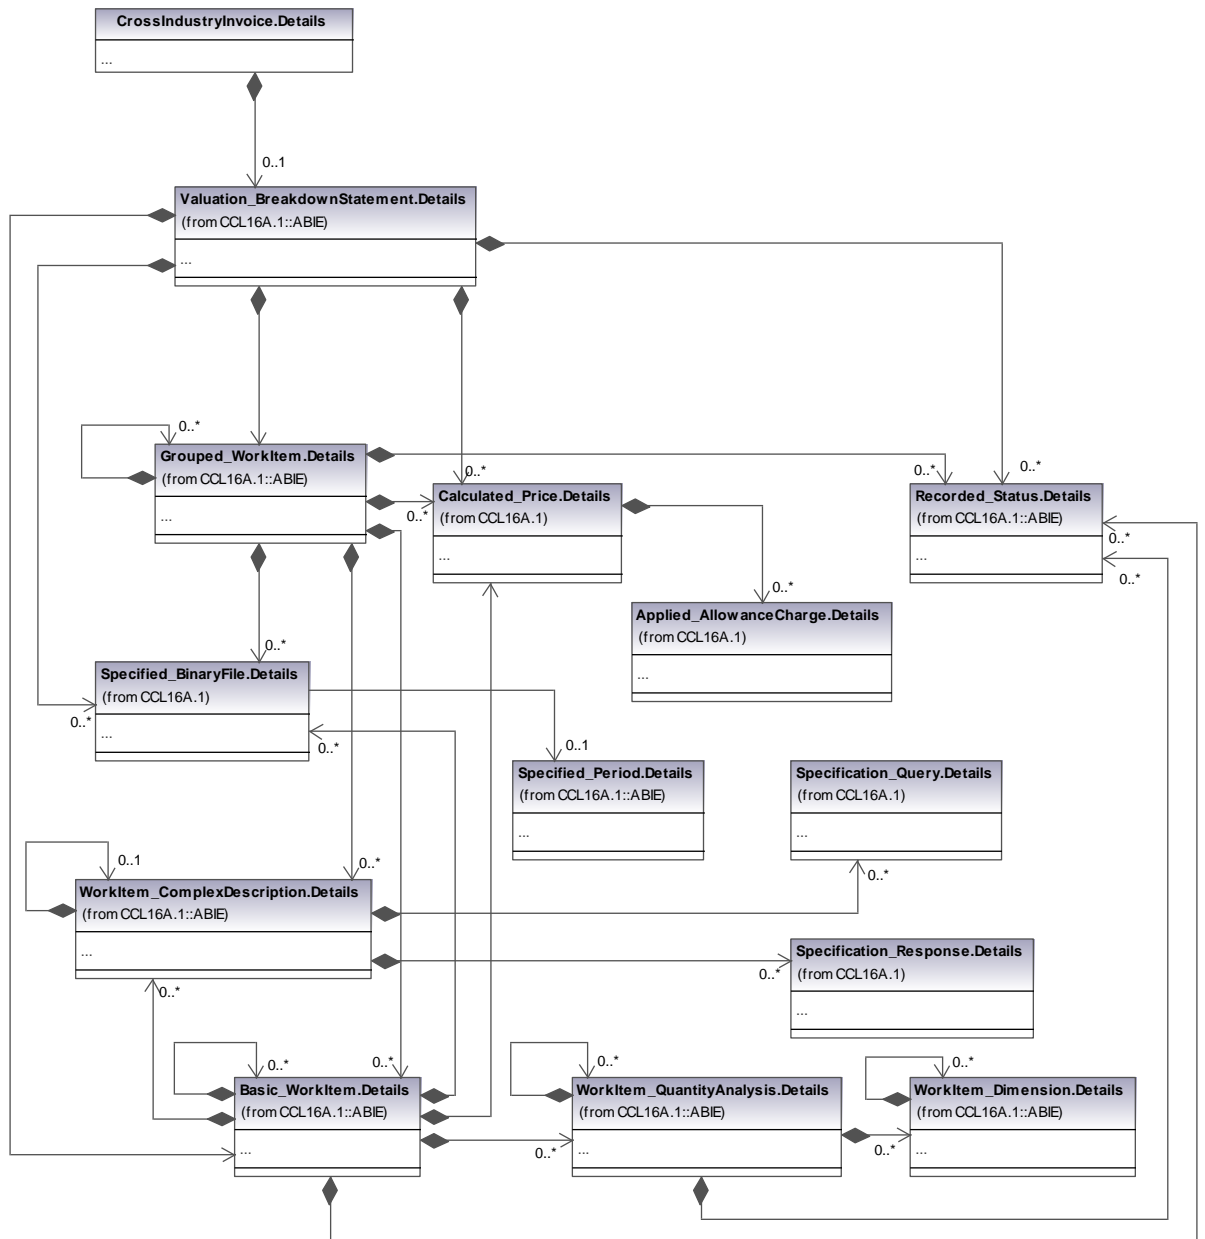 CrossIndustryInvoice.Details
...
0..1
Valuation_BreakdownStatement.Details
(from CCL16A.1::ABIE)
...
0..*
Grouped_WorkItem.Details
(from CCL16A.1::ABIE)
...
0..*
0..*
Calculated_Price.Details
(from CCL16A.1)
...
0..*
0..*
Recorded_Status.Details
(from CCL16A.1::ABIE)
...
0..*
0..*
0..*
Applied_AllowanceCharge.Details
(from CCL16A.1)
...
0..*
Specified_BinaryFile.Details
(from CCL16A.1)
...
0..*
0..*
0..1
Specified_Period.Details
(from CCL16A.1::ABIE)
...
Specification_Query.Details
(from CCL16A.1)
...
0..*
0..1
0..*
WorkItem_ComplexDescription.Details
(from CCL16A.1::ABIE)
...
0..*
Specification_Response.Details
(from CCL16A.1)
...
0..*
0..*
0..*
Basic_WorkItem.Details
(from CCL16A.1::ABIE)
...
0..*
0..*
WorkItem_QuantityAnalysis.Details
(from CCL16A.1::ABIE)
...
0..*
0..*
WorkItem_Dimension.Details
(from CCL16A.1::ABIE)
...